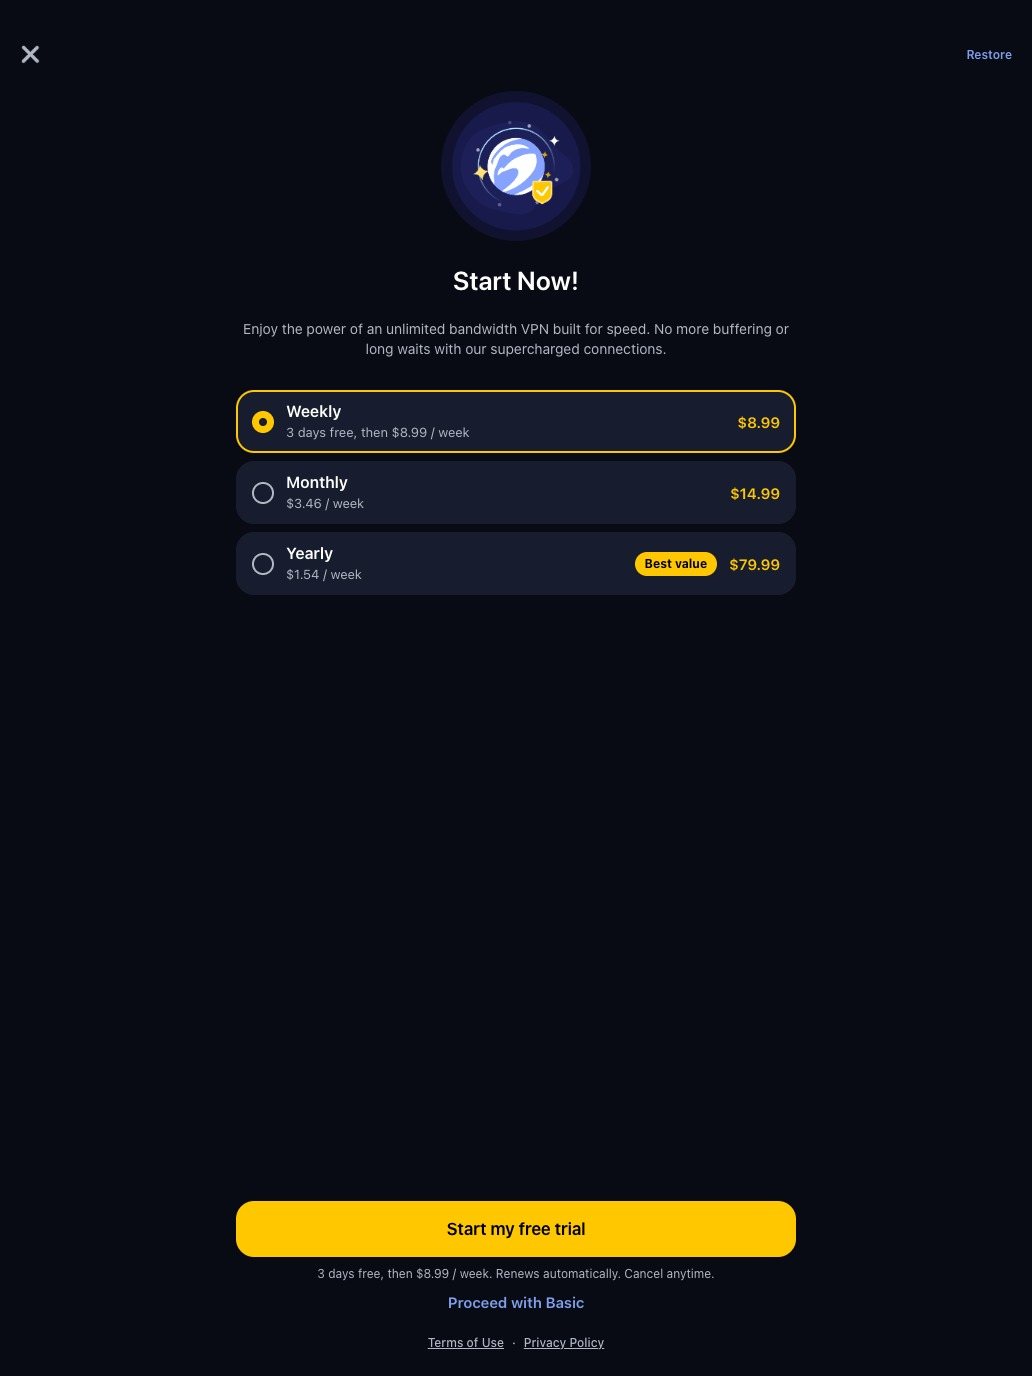 Restore
Start Now!
Enjoy the power of an unlimited bandwidth VPN built for speed. No more buffering or
long waits with our supercharged connections.
Weekly
3 days free, then $8.99 / week
$8.99
Monthly
$3.46 / week
$14.99
Yearly
$1.54 / week
Best value
$79.99
Start my free trial
3 days free, then $8.99 / week. Renews automatically. Cancel anytime.
Proceed with Basic
Terms of Use · Privacy Policy